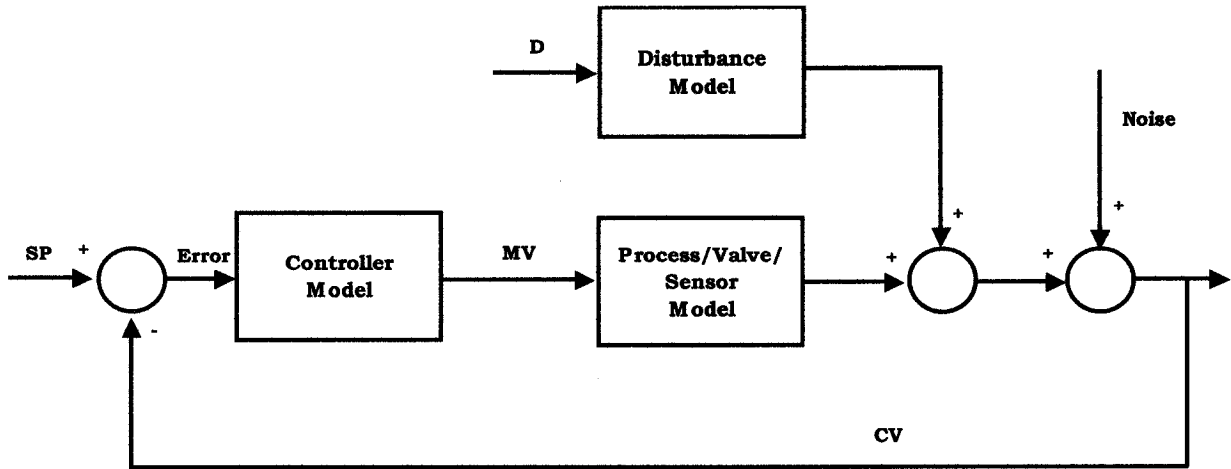 D
Disturbance
Model
Noise
+
+
SP
+
Error
Controller
Model
MV
Process/Valve/
Sensor
Model
+
+
-
CV